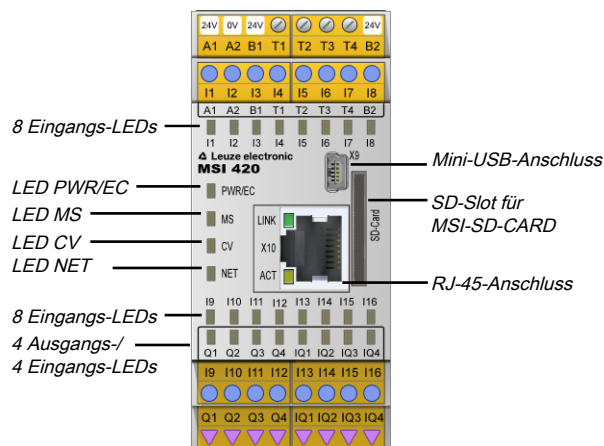 24V 0V 24V 24V
A1 A2 B1 T1 T2 T3 T4 B2
I1 I2 I3 I4 I5 I6 I7 I8
A1 A2 B1 T1 T2 T3 T4 B2
8 Eingangs-LEDs
I1 I2 I3 I4 I5 I6 I7 I8
Leuze electronic
X9
MSI 420
Mini-USB-Anschluss
LED PWR/EC
PWR/EC
LED MS
MS
LINK
SD-Card
SD-Slot für
MSI-SD-CARD
LED CV
CV
X10
LED NET
NET
ACT
RJ-45-Anschluss
I9 I10 I11 I12 I13 I14 I15 I16
8 Eingangs-LEDs
4 Ausgangs-/
4 Eingangs-LEDs
Q1 Q2 Q3 Q4 IQ1 IQ2 IQ3 IQ4
I9 I10 I11 I12 I13 I14 I15 I16
Q1 Q2 Q3 Q4 IQ1 IQ2 IQ3 IQ4